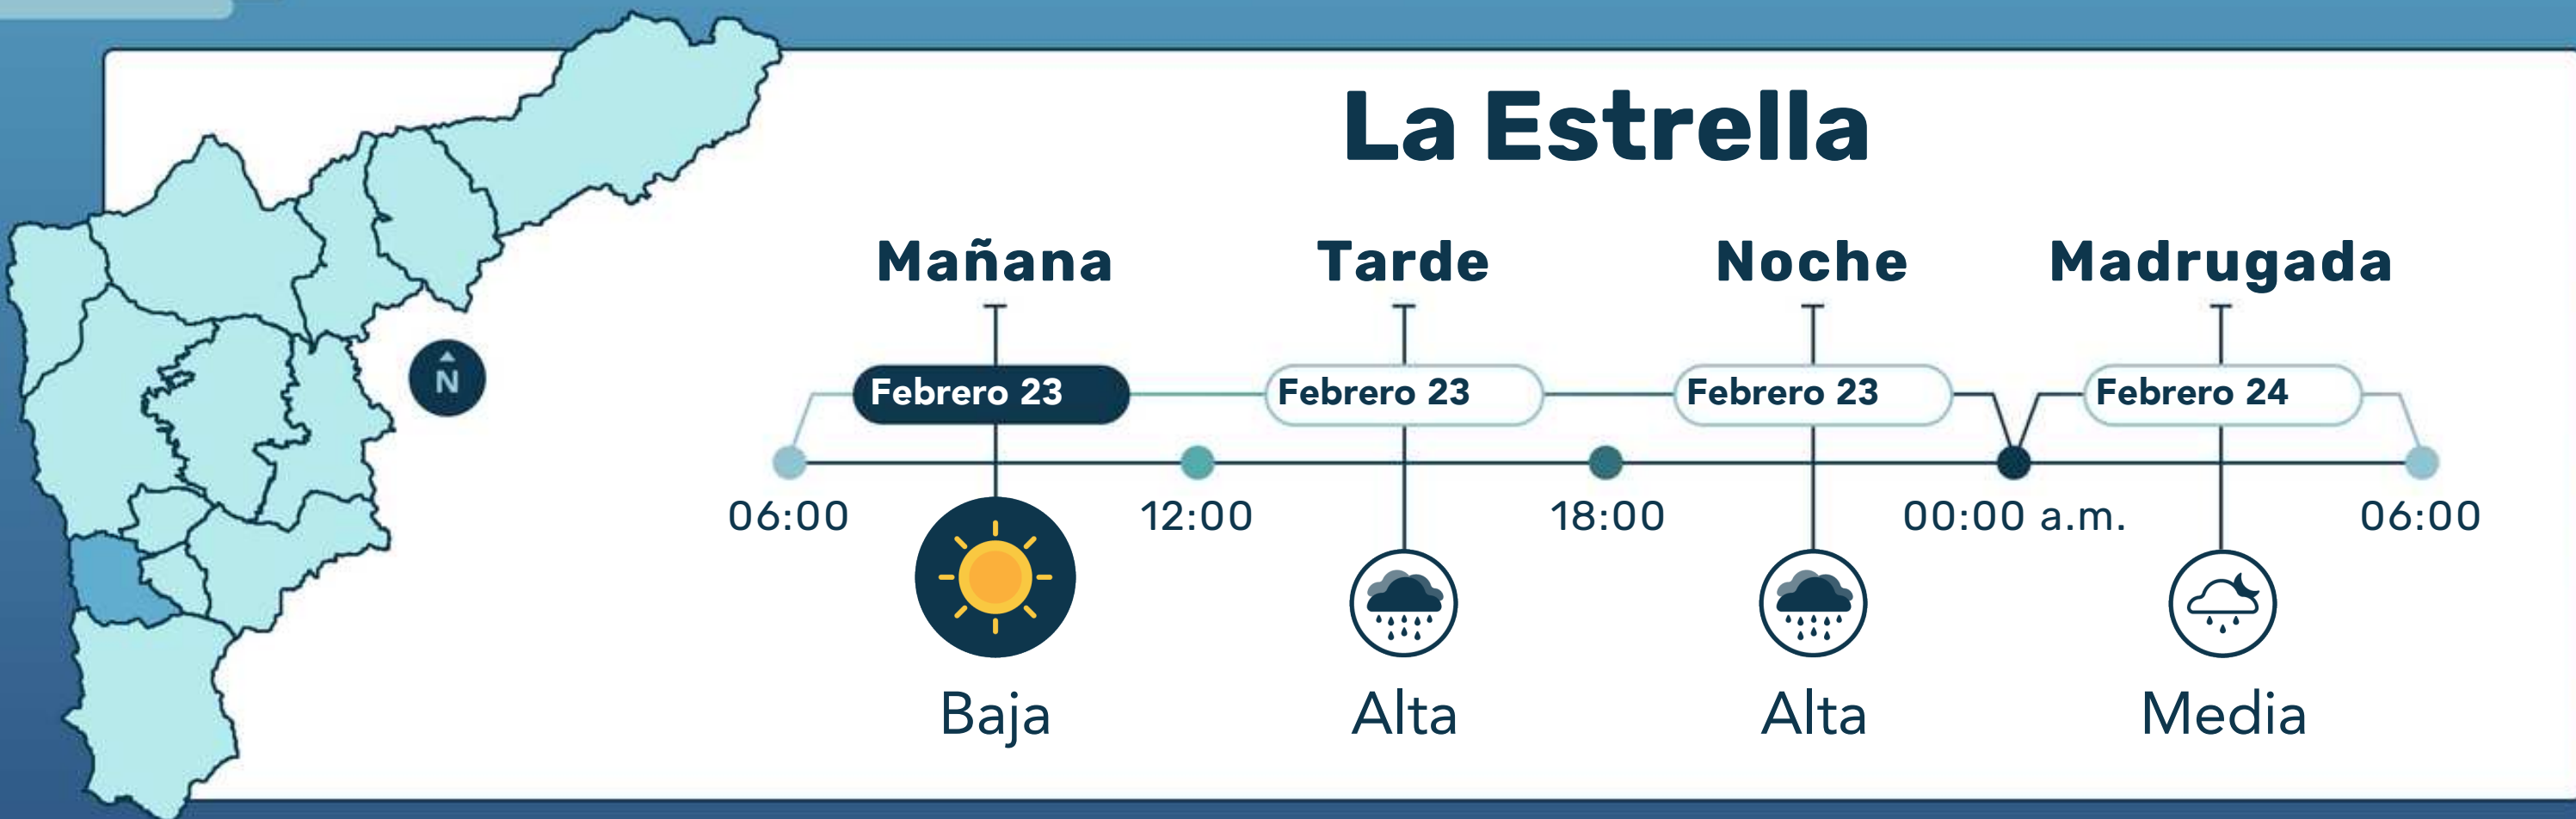 La Estrella
Mañana Tarde Noche Madrugada
Febrero 23 Febrero 23 Febrero 23 Febrero 24
N
06:00 12:00 18:00 00:00 a.m. 06:00
Baja Alta Alta Media